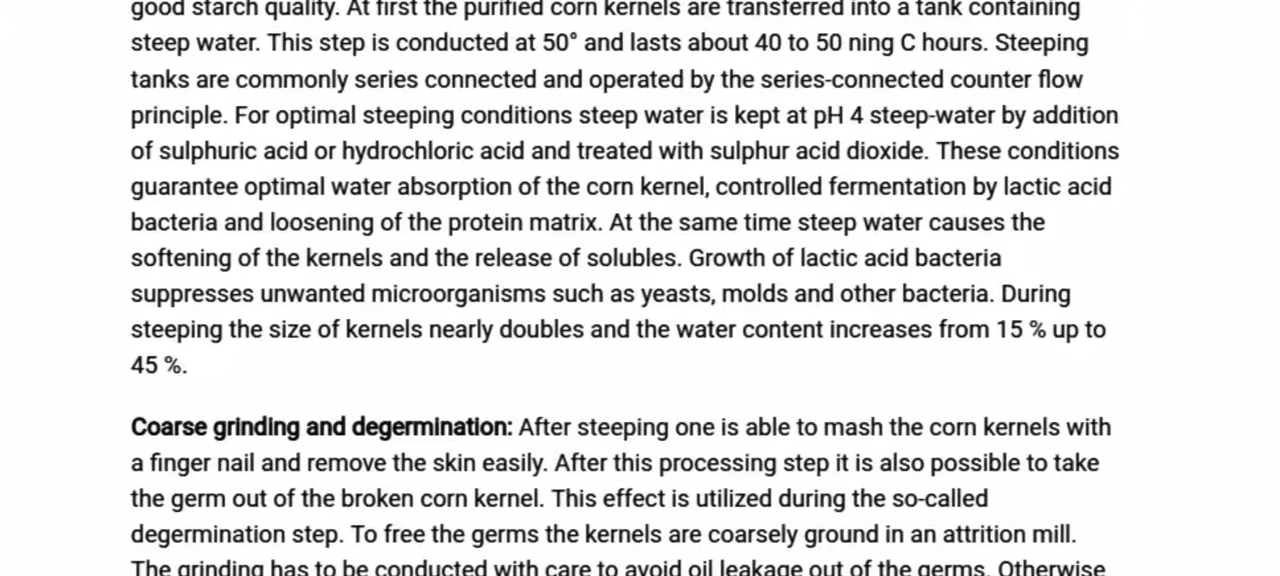 good starch quality. At first the purified corn kernels are transferred into a tank containing
steep water. This step is conducted at 50° and lasts about 40 to 50 ning C hours. Steeping
tanks are commonly series connected and operated by the series-connected counter flow
principle. For optimal steeping conditions steep water is kept at pH 4 steep-water by addition
of sulphuric acid or hydrochloric acid and treated with sulphur acid dioxide. These conditions
guarantee optimal water absorption of the corn kernel, controlled fermentation by lactic acid
bacteria and loosening of the protein matrix. At the same time steep water causes the
softening of the kernels and the release of solubles. Growth of lactic acid bacteria
suppresses unwanted microorganisms such as yeasts, molds and other bacteria. During
steeping the size of kernels nearly doubles and the water content increases from 15 % up to
45 %.
Coarse grinding and degermination: After steeping one is able to mash the corn kernels with
a finger nail and remove the skin easily. After this processing step it is also possible to take
the germ out of the broken corn kernel. This effect is utilized during the so-called
degermination step. To free the germs the kernels are coarsely ground in an attrition mill.
The grinding has to be conducted with care to avoid oil leakage out of the germs. Otherwise